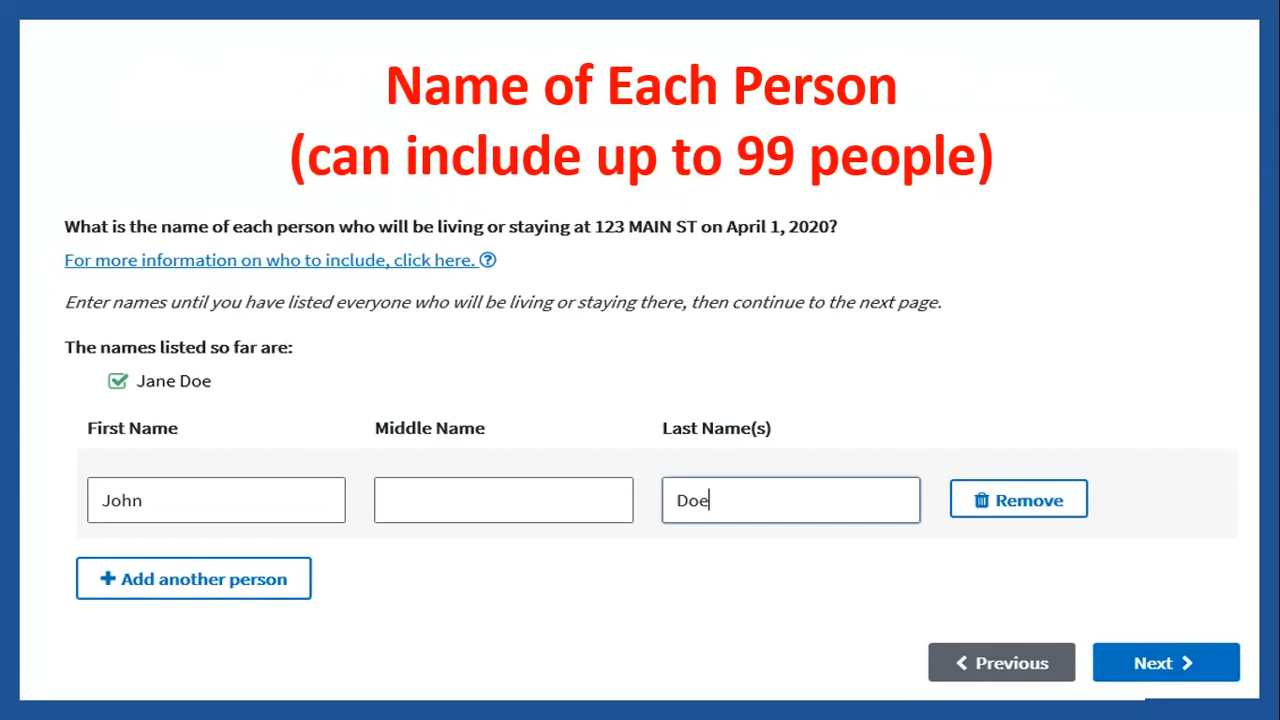 Name of Each Person
(can include up to 99 people)
What is the name of each person who will be living or staying at 123 MAIN ST on April 1, 2020?
For more information on who to include, click here.
Enter names until you have listed everyone who will be living or staying there, then continue to the next page.
The names listed so far are:
Jane Doe
First Name Middle Name Last Name(s)
John Doe Remove
Add another person
Previous Next